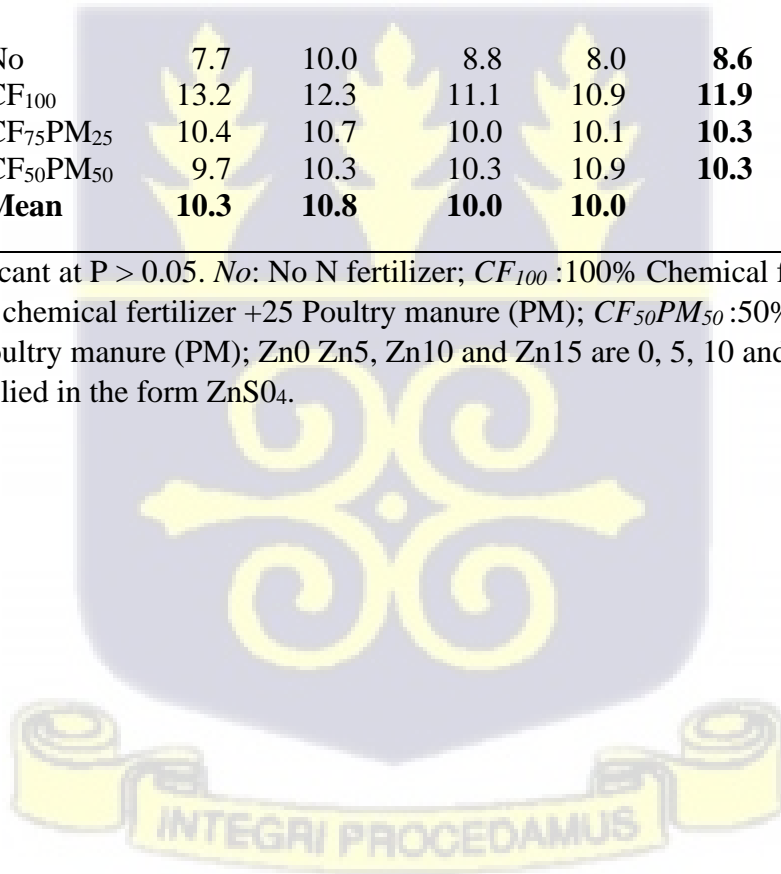 No 7.7 10.0 8.8 8.0 8.6
CF₁₀₀ 13.2 12.3 11.1 10.9 11.9
CF₇₅PM₂₅ 10.4 10.7 10.0 10.1 10.3
CF₅₀PM₅₀ 9.7 10.3 10.3 10.9 10.3
Mean 10.3 10.8 10.0 10.0
cant at P > 0.05. No: No N fertilizer; CF₁₀₀ :100% Chemical
chemical fertilizer +25 Poultry manure (PM); CF₅₀PM₅₀ :50%
oultry manure (PM); Zn0 Zn5, Zn10 and Zn15 are 0, 5, 10 and
lied in the form ZnS0₄.
INTEGRI PROCEDAMUS